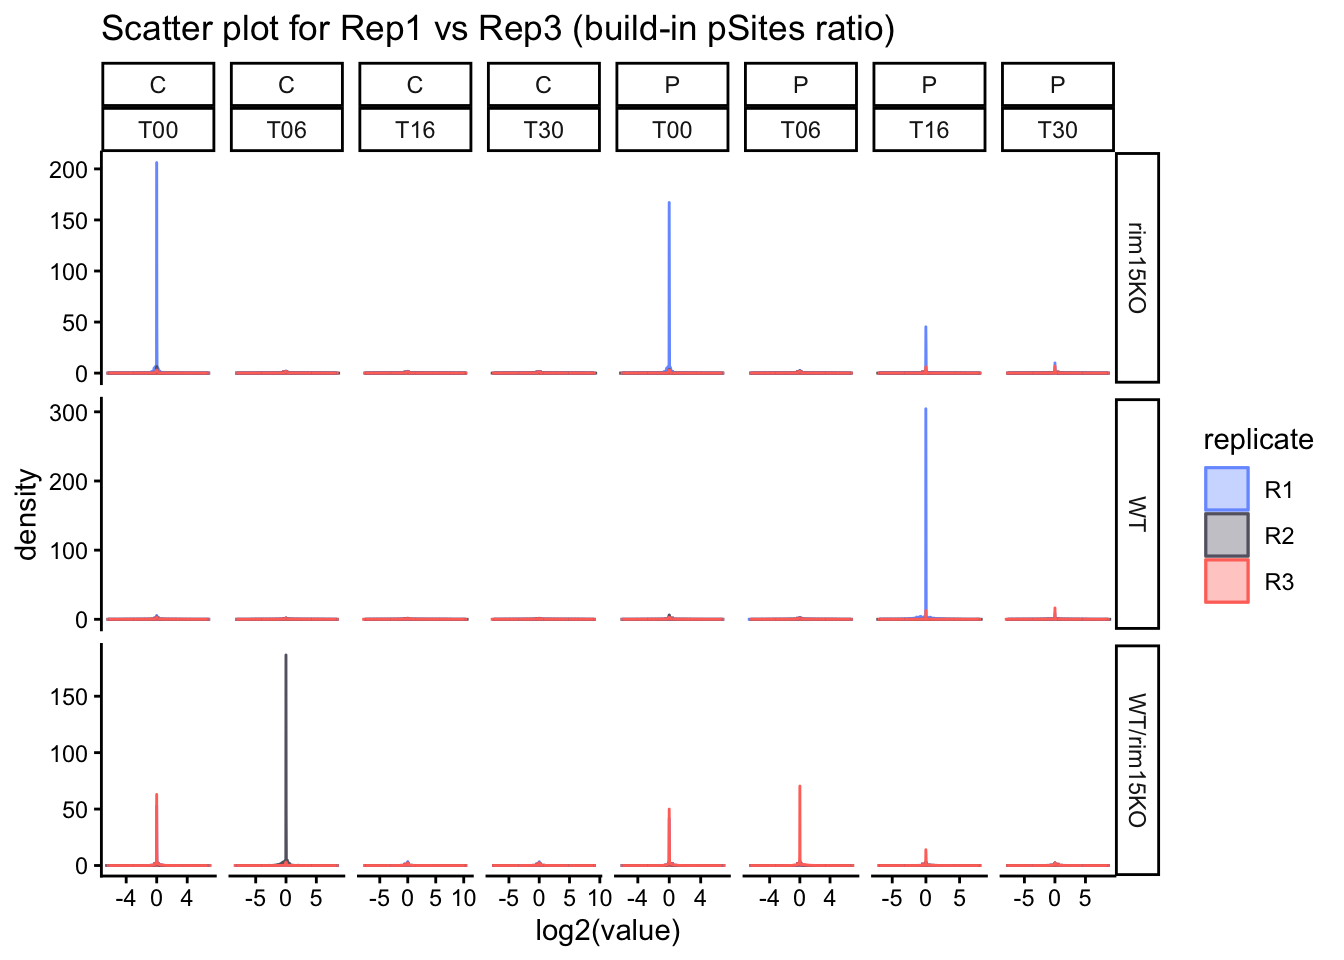 Scatter plot for Rep1 vs Rep3 (build-in pSites ratio)
C C C C P P P P
T00 T06 T16 T30 T00 T06 T16 T30
200
150
100
50
0
rim15KO
300
200
100
0
WT
150
100
50
0
WT/rim15KO
density
-4 0 4 -5 0 5 -5 0 5 10 -5 0 5 10 -4 0 4 -4 0 4 -5 0 5 -5 0 5
log2(value)
replicate
R1
R2
R3